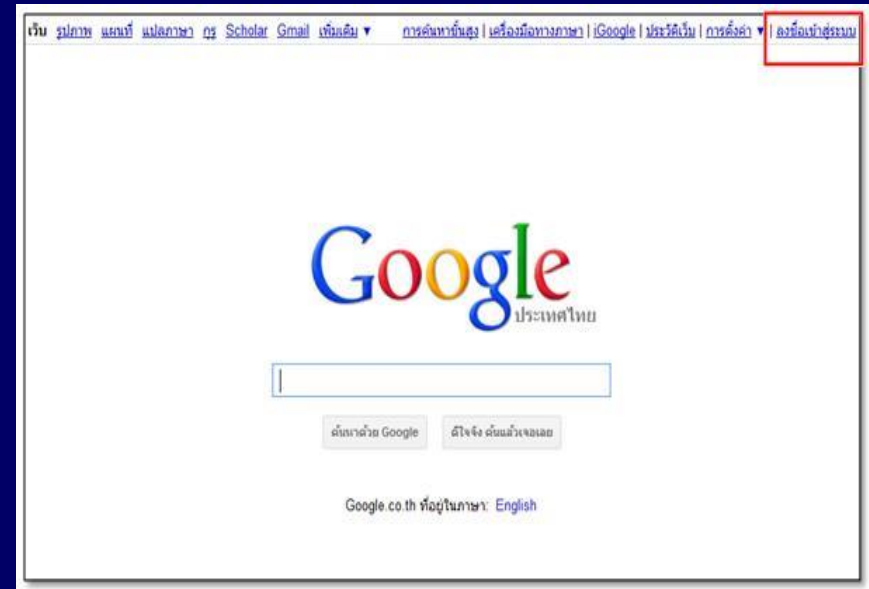 เว็บ รูปภาพ แผนที่ แปลภาษา กูรู Scholar Gmail เพิ่มเติม ▼ การค้นหาขั้นสูง | เครื่องมือทางภาษา | iGoogle | ประวัติเว็บ | การตั้งค่า ▼ | ลงชื่อเข้าสู่ระบบ
Google
ประเทศไทย
ค้นหาด้วย Google ดีใจจัง ค้นแล้วเจอเลย
Google.co.th ที่อยู่ในภาษา: English